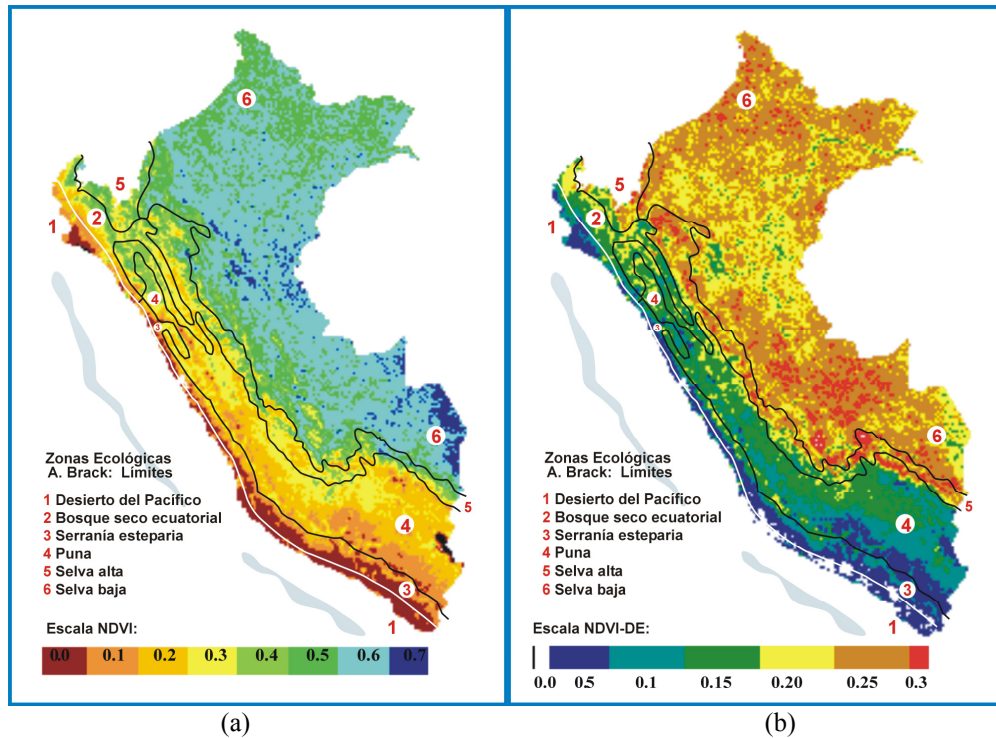 6
5
1
2
4
3
6
4
5
3
1
Zonas Ecológicas
A. Brack: Límites
1 Desierto del Pacífico
2 Bosque seco ecuatorial
3 Serranía esteparia
4 Puna
5 Selva alta
6 Selva baja
Escala NDVI:
0.0 0.1 0.2 0.3 0.4 0.5 0.6 0.7
(a)
6
5
1
2
4
3
6
4
5
3
1
Zonas Ecológicas
A. Brack: Límites
1 Desierto del Pacífico
2 Bosque seco ecuatorial
3 Serranía esteparia
4 Puna
5 Selva alta
6 Selva baja
Escala NDVI-DE:
0.0 0.5 0.1 0.15 0.20 0.25 0.3
(b)